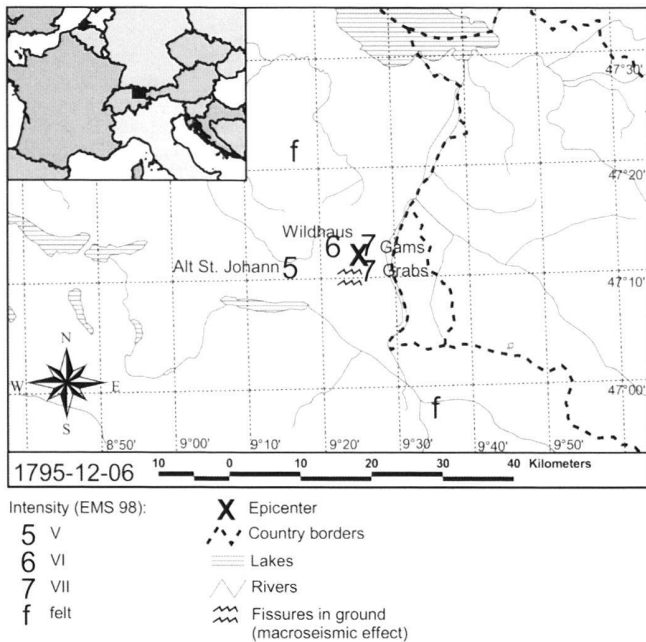 47°30'
f
47°20'
Wildhaus
6 7 Gams
X
Alt St. Johann 5
7 Grabs
47°10'
N
W E
S
47°00'
f
8°50' 9°00' 9°10' 9°20' 9°30' 9°40' 9°50'
1795-12-06
10 0 10 20 30 40 Kilometers
Intensity (EMS 98):
5 V
6 VI
7 VII
f felt
X Epicenter
Country borders
Lakes
Rivers
Fissures in ground
(macroseismic effect)